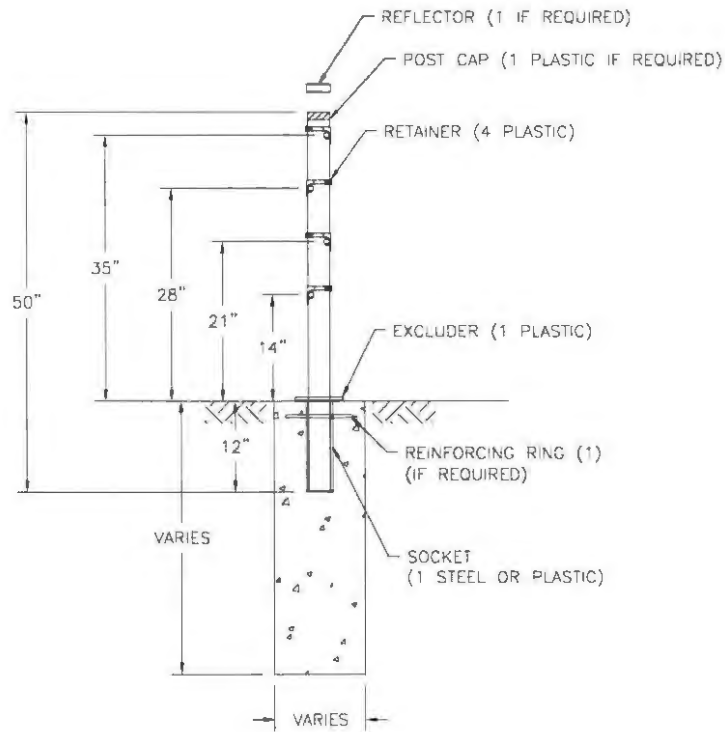 REFLECTOR (1 IF REQUIRED)
POST CAP (1 PLASTIC IF REQUIRED)
RETAINER (4 PLASTIC)
35"
28"
50"
21"
14"
EXCLUDER (1 PLASTIC)
12"
REINFORCING RING (1)
(IF REQUIRED)
VARIES
SOCKET
(1 STEEL OR PLASTIC)
VARIES